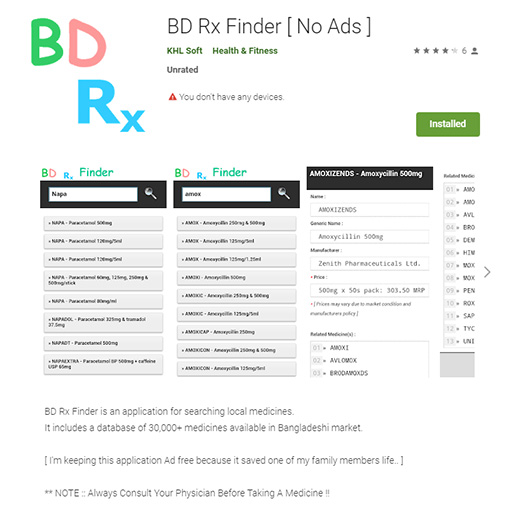 BD
Rx
BD Rx Finder [ No Ads ]
KHL Soft Health & Fitness
6
Unrated
You don't have any devices.
Installed
BD Rx Finder
Napa
» NAPA - Paracetamol 500mg
» NAPA - Paracetamol 120mg/5ml
» NAPA - Paracetamol 120mg/5ml
» NAPA - Paracetamol 60mg, 125mg, 250mg &
500mg/stick
» NAPA - Paracetamol 80mg/ml
» NAPADOL - Paracetamol 325mg & tramadol
37.5mg
» NAPADT - Paracetamol 500mg
» NAPAEXTRA - Paracetamol BP 500mg + caffeine
USP 65mg
BD Rx Finder
amox
» AMOX - Amoxycillin 250mg & 500mg
» AMOX - Amoxycillin 125mg/5ml
» AMOX - Amoxycillin 125mg/1.25ml
» AMOXI - Amoxycillin 500mg
» AMOXIC - Amoxycillin 250mg & 500mg
» AMOXIC - Amoxycillin 125mg/5ml
» AMOXICAP - Amoxycillin 250mg
» AMOXICON - Amoxycillin 250mg & 500mg
» AMOXICON - Amoxycillin 125mg/5ml
AMOXIZENDS - Amoxycillin 500mg
Name :
AMOXIZENDS
Generic Name :
Amoxycillin 500mg
Manufacturer :
Zenith Pharmaceuticals Ltd.
* Price :
500mg x 50s pack: 303.50 MRP
* [ Prices may vary due to market condition and
manufacturers policy ]
Related Medicine(s) :
01 » AMOXI
02 » AVLOMOX
03 » BRODAMOXDS
Related Medic
01 » AMO
02 » AMO
03 » AVL
04 » BRO
05 » DEM
06 » HIM
07 » MOX
08 » MOX
09 » PEN
10 » ROX
11 » SAP
12 » TYC
13 » UNI
BD Rx Finder is an application for searching local medicines.
It includes a database of 30,000+ medicines available in Bangladeshi market.
[ I'm keeping this application Ad free because it saved one of my family members life.. ]
** NOTE :: Always Consult Your Physician Before Taking A Medicine !!